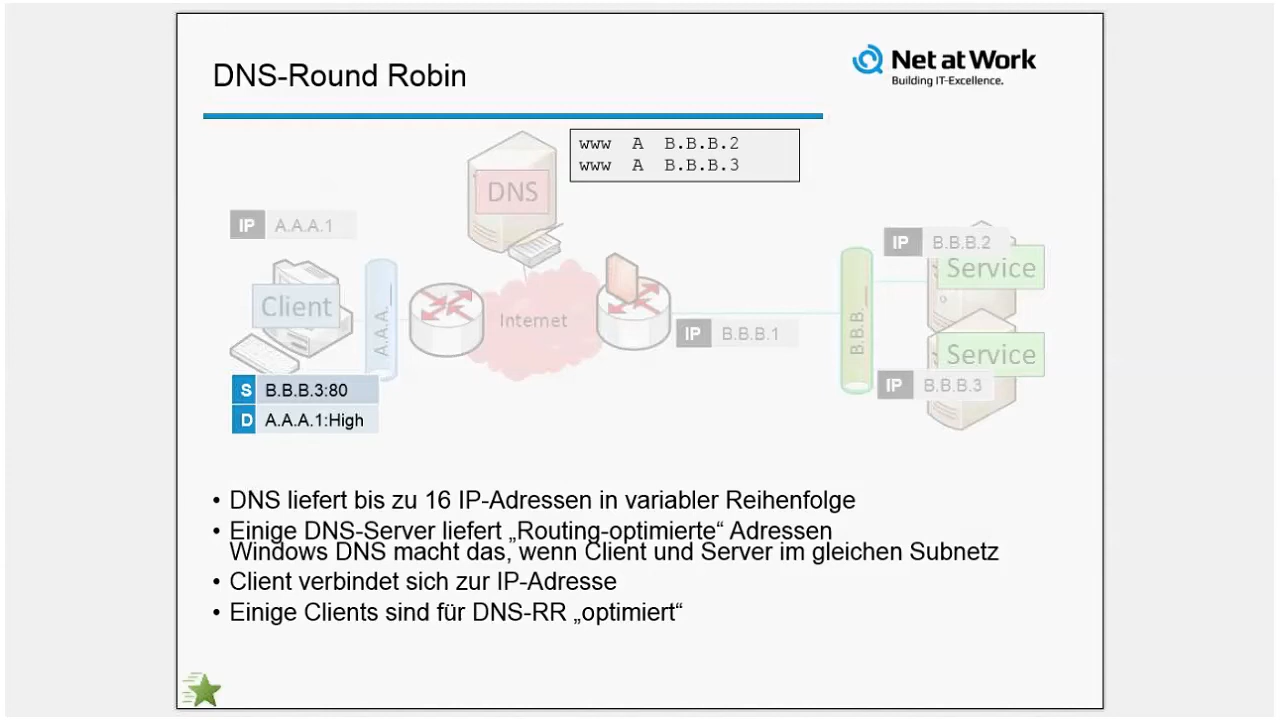 DNS-Round Robin
Net at Work
Building IT-Excellence.
www A B.B.B.2
www A B.B.B.3
DNS
IP A.A.A.1
Client
A.A.A.__
Internet
IP B.B.B.1
B.B.B.__
IP B.B.B.2
Service
Service
IP B.B.B.3
S B.B.B.3:80
D A.A.A.1:High
• DNS liefert bis zu 16 IP-Adressen in variabler Reihenfolge
• Einige DNS-Server liefert „Routing-optimierte“ Adressen
Windows DNS macht das, wenn Client und Server im gleichen Subnetz
• Client verbindet sich zur IP-Adresse
• Einige Clients sind für DNS-RR „optimiert“